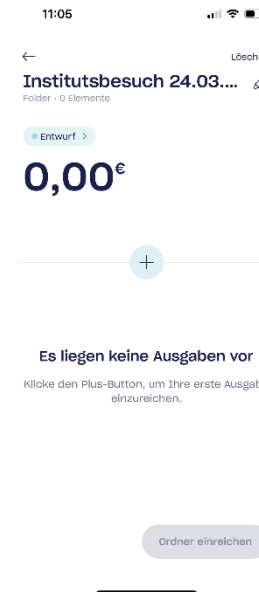 11:05
Lösch
Institutsbesuch 24.03....
Folder • 0 Elemente
Entwurf
0,00€
Es liegen keine Ausgaben vor
Klicke den Plus-Button, um Ihre erste Ausgab
einzureichen.
Ordner einreichen